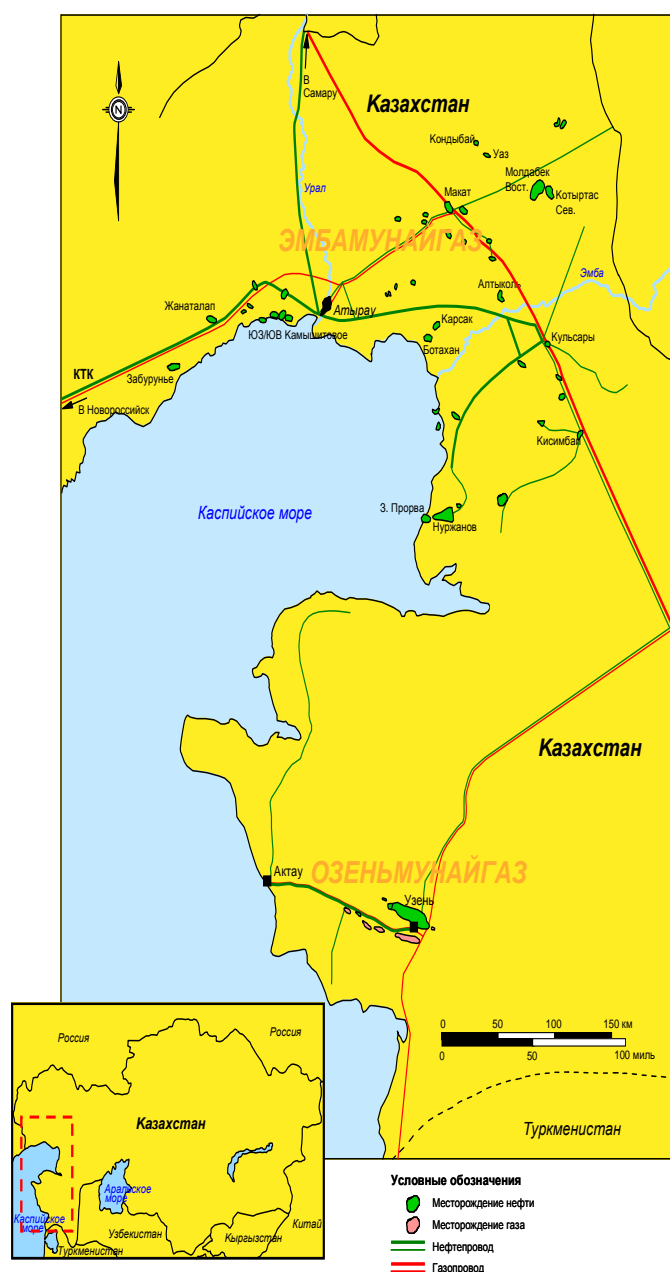 В
Самару
Казахстан
N
Кондыбай
Уаз
Молдабек
Вост.
Макат
Котыртас
Сев.
Урал
ЭМБАМУНАЙГАЗ
Эмба
Алтыколь
Жанаталап
Атырау
Карсак
ЮЗ/ЮВ Камышитовое
Ботахан
Кульсары
КТК
Забурунье
В Новороссийск
Кисимбай
Каспийское море
З. Прорва
Нуржанов
Казахстан
Актау
ОЗЕНЬМУНАЙГАЗ
Узень
0 50 100 150 км
0 50 100 миль
Туркменистан
Россия
Россия
Казахстан
Аральское
море
Каспийское
море
Узбекистан
Туркменистан
Кыргызстан
Китай
Условные обозначения
Месторождение нефти
Месторождение газа
Нефтепровод
Газопровод